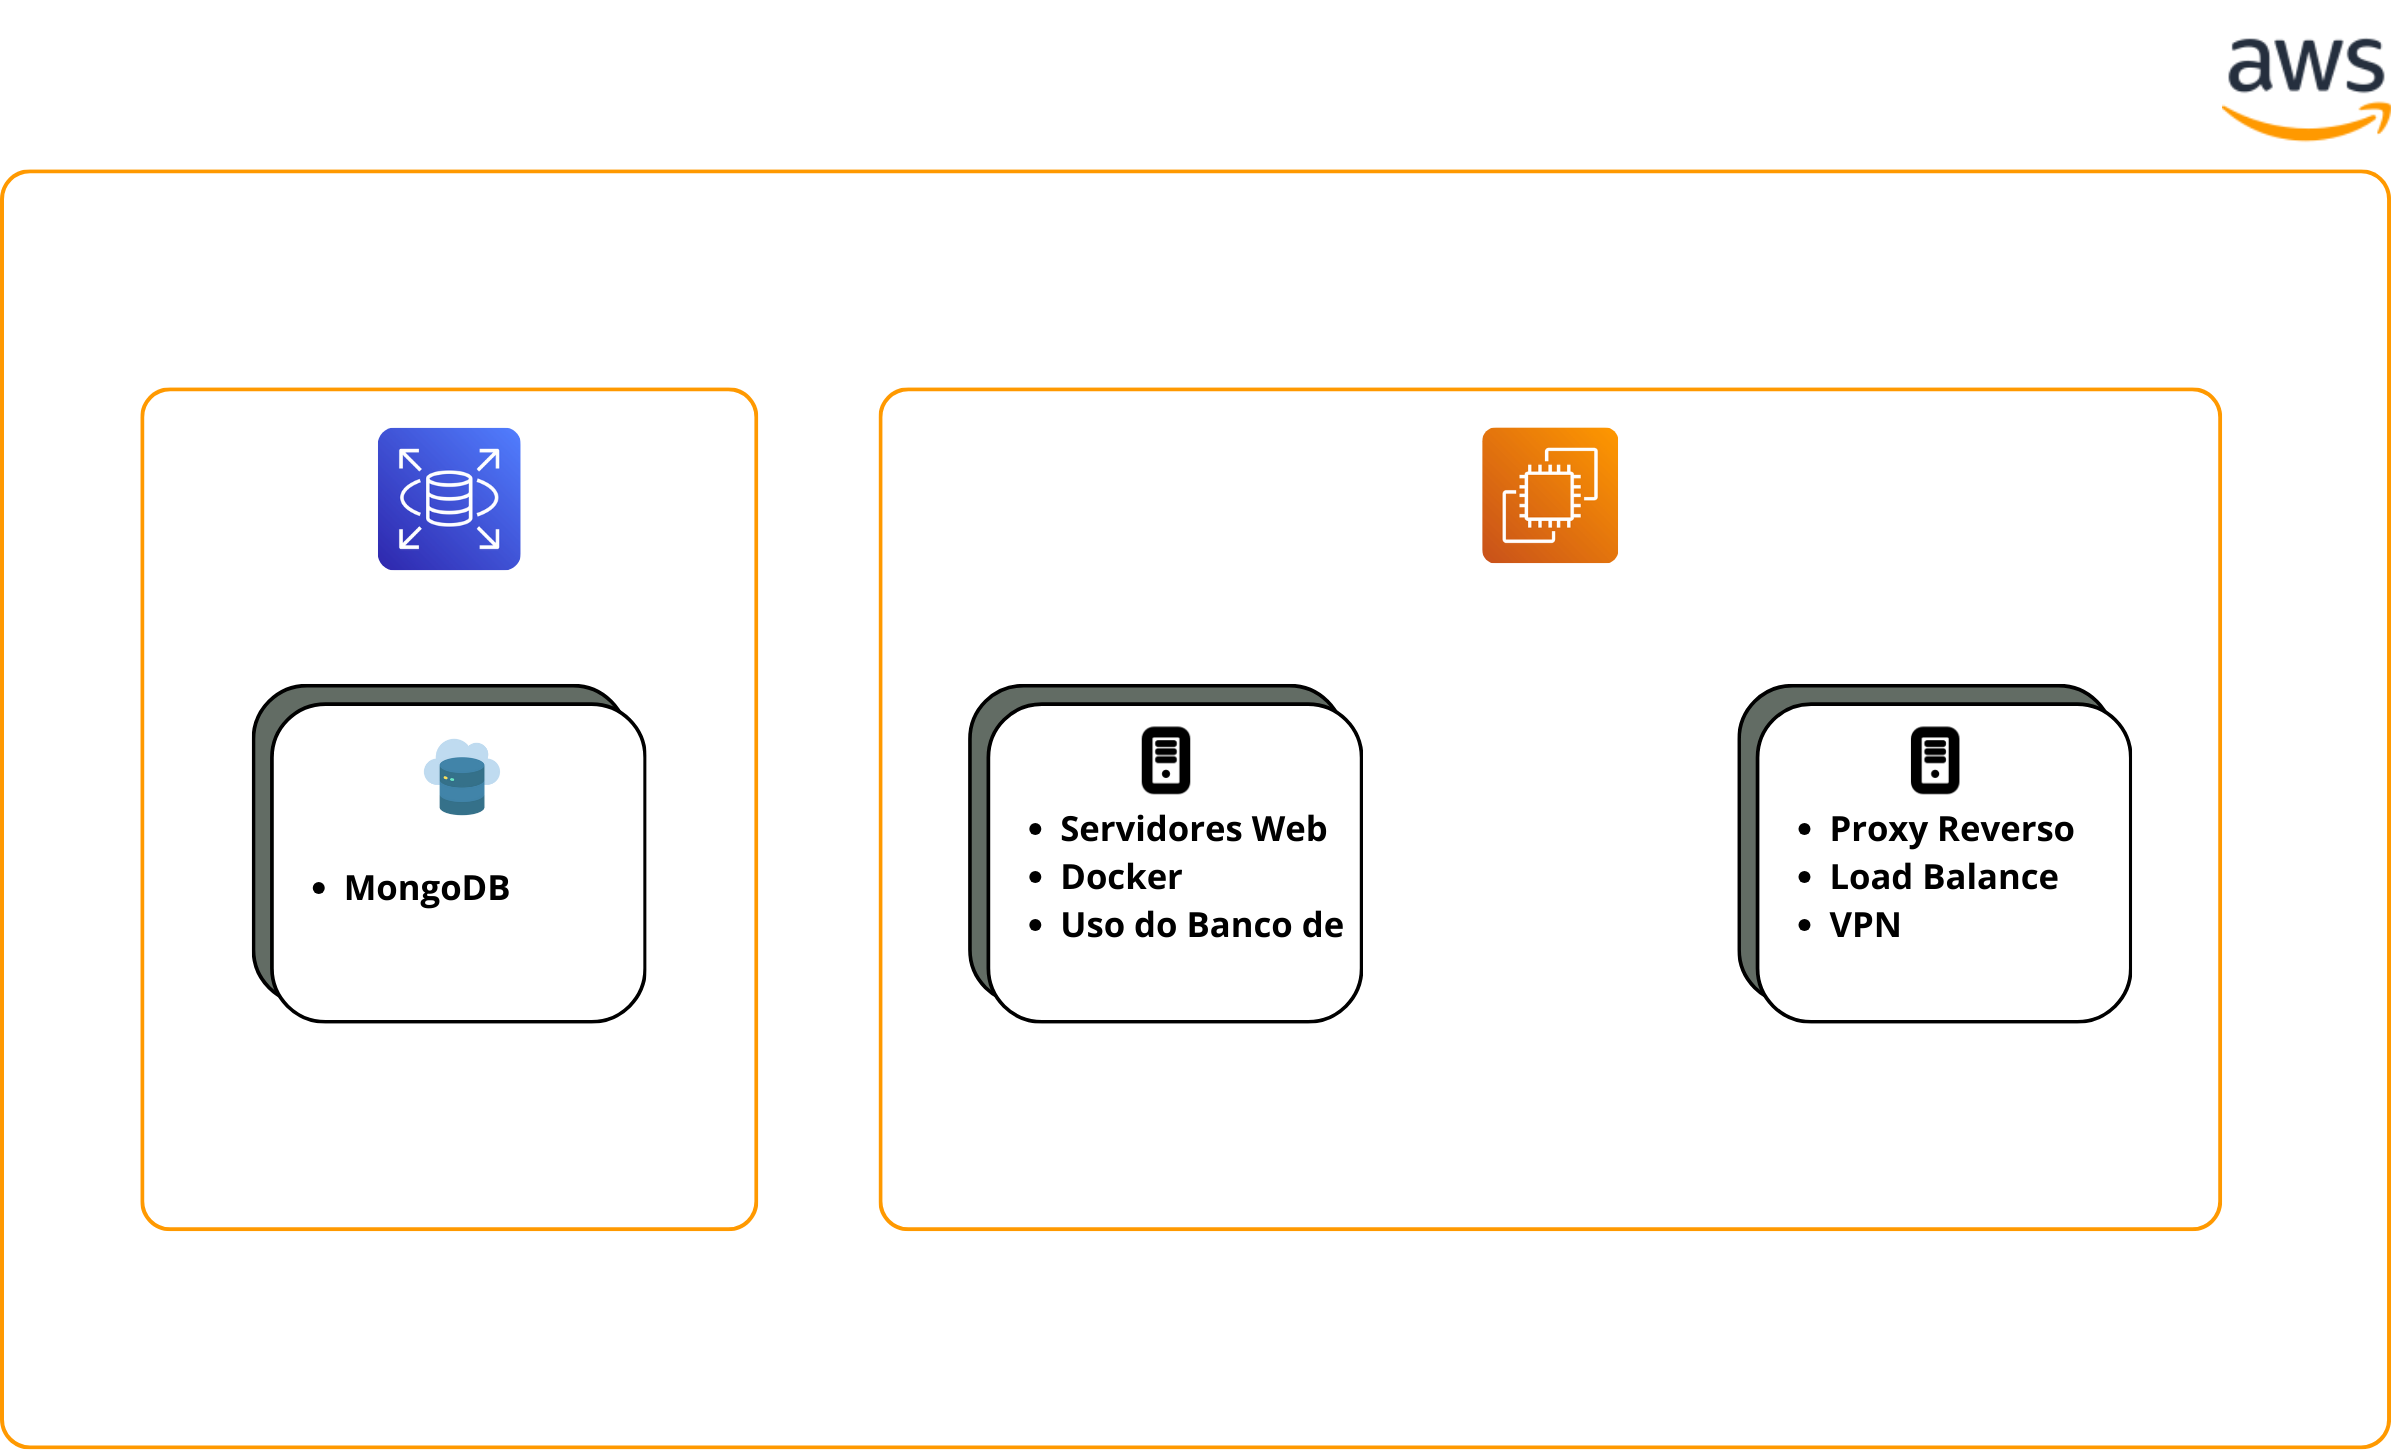 aws
MongoDB
Servidores Web
Docker
Uso do Banco de
Proxy Reverso
Load Balance
VPN